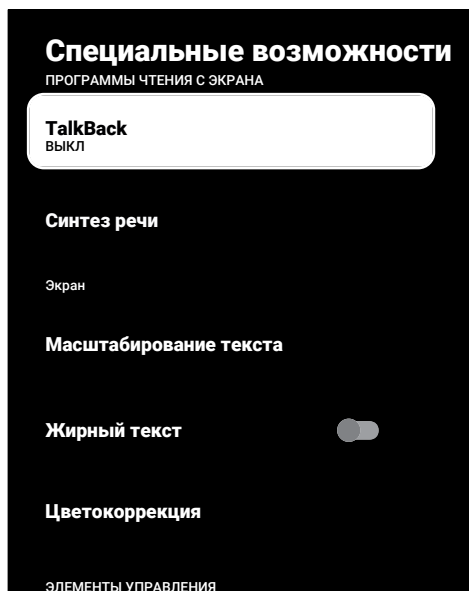 Специальные возможности
ПРОГРАММЫ ЧТЕНИЯ С ЭКРАНА
TalkBack
ВЫКЛ
Синтез речи
Экран
Масштабирование текста
Жирный текст
Цветокоррекция
ЭЛЕМЕНТЫ УПРАВЛЕНИЯ